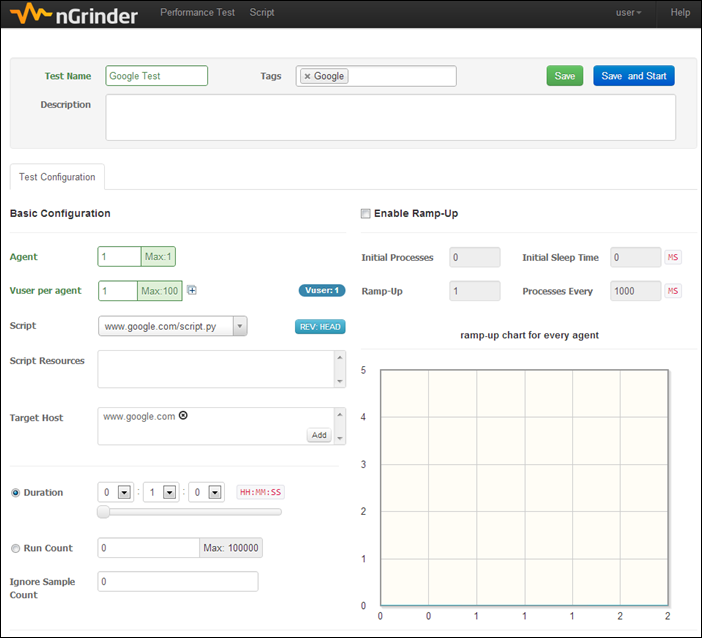 nGrinder Performance Test Script user Help
Test Name Google Test Tags × Google Save Save and Start
Description
Test Configuration
Basic Configuration
Agent 1 Max:1
Vuser per agent 1 Max:100 Vuser: 1
Script www.google.com/script.py REV: HEAD
Script Resources
Target Host www.google.com
Add
Duration 0 : 1 : 0 HH:MM:SS
Run Count 0 Max: 100000
Ignore Sample
Count
0
Enable Ramp-Up
Initial Processes 0 Initial Sleep Time 0 MS
Ramp-Up 1 Processes Every 1000 MS
ramp-up chart for every agent
5
4
3
2
1
0
0 0 1 1 1 2 2